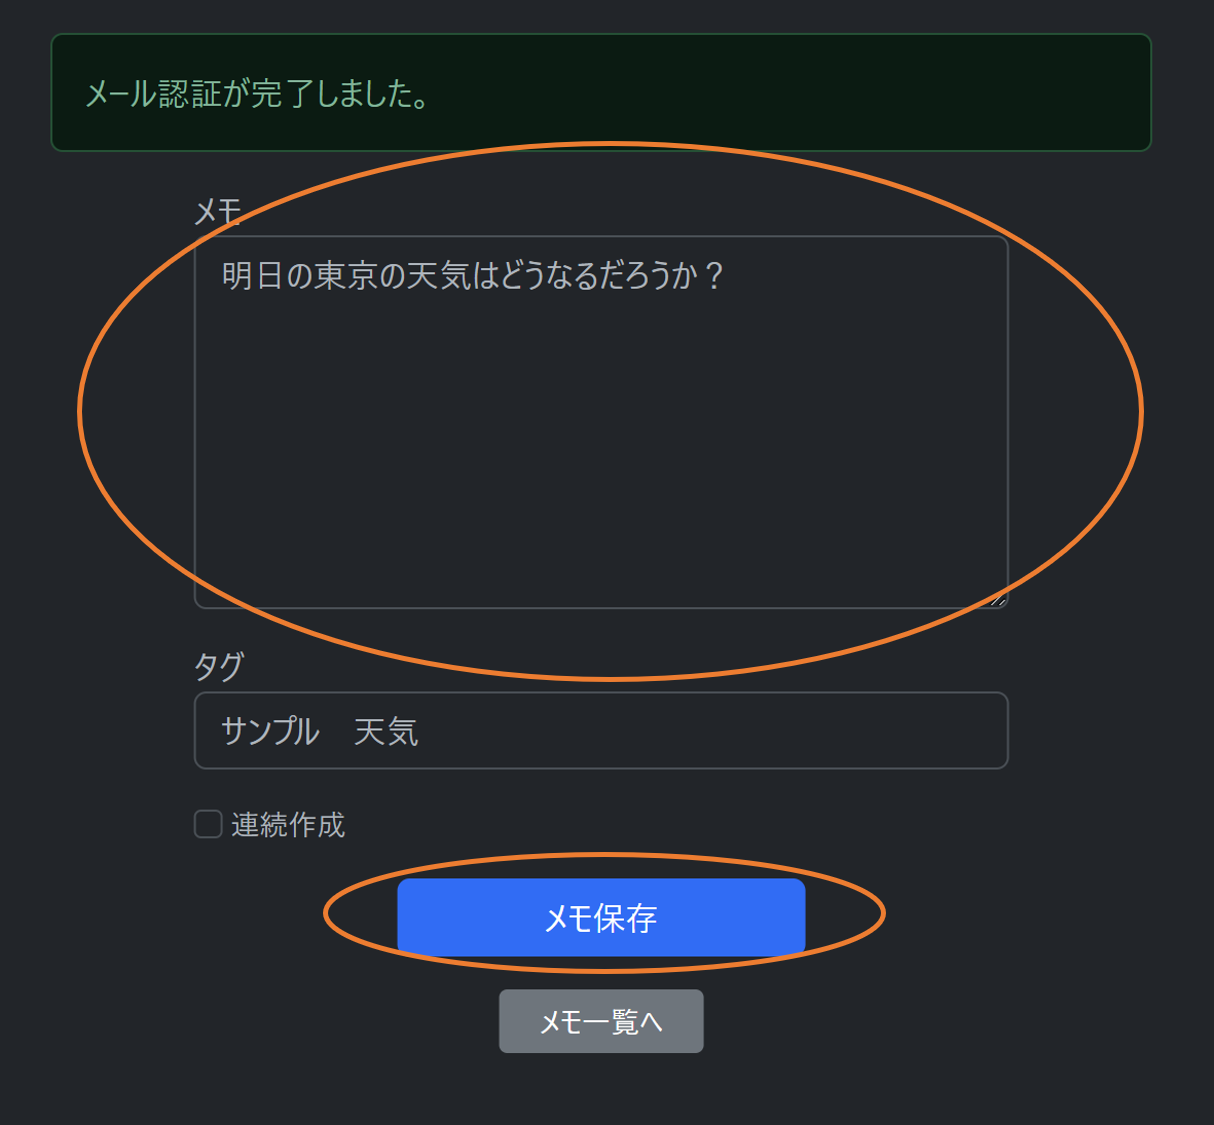 メール認証が完了しました。
メモ
明日の東京の天気はどうなるだろうか？
タグ
サンプル　天気
連続作成
メモ保存
メモ一覧へ